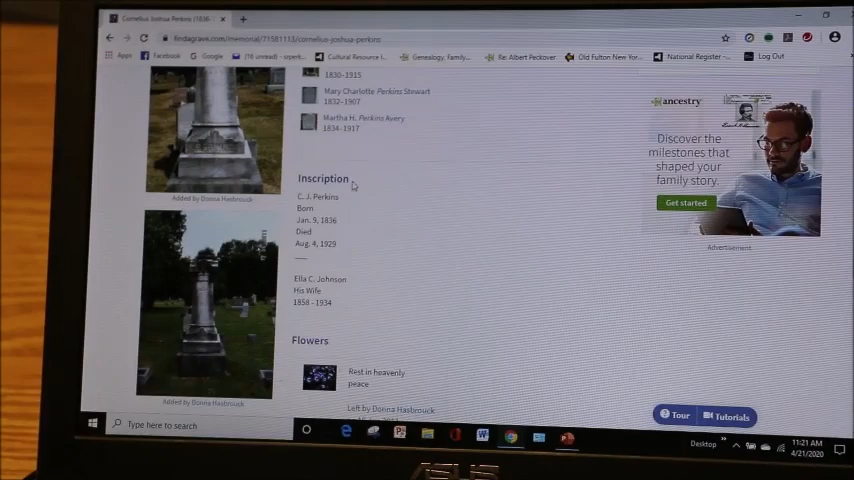 Cornelius Joshua Perkins (1836-
findagrave.com/memorial/71581113/cornelius-joshua-perkins
Apps
Facebook
Google
Cultural Resource I...
Genealogy, Family...
Re: Albert Peckover
Old Fulton New Yor...
National Register -...
Log Out
1830-1915
Mary Charlotte Perkins Stewart
1832-1907
Martha H. Perkins Avery
1834-1917
Added by Donna Hasbrouck
Inscription
C. J. Perkins
Born
Jan. 9, 1836
Died
Aug. 4, 1929
Ella C. Johnson
His Wife
1858 - 1934
Added by Donna Hasbrouck
Flowers
Rest in heavenly
peace
Left by Donna Hasbrouck
ancestry
Discover the
milestones that
shaped your
family story.
Get started
Advertisement
Tour
Tutorials
Type here to search
Desktop
11:21 AM
4/21/2020
ASUS